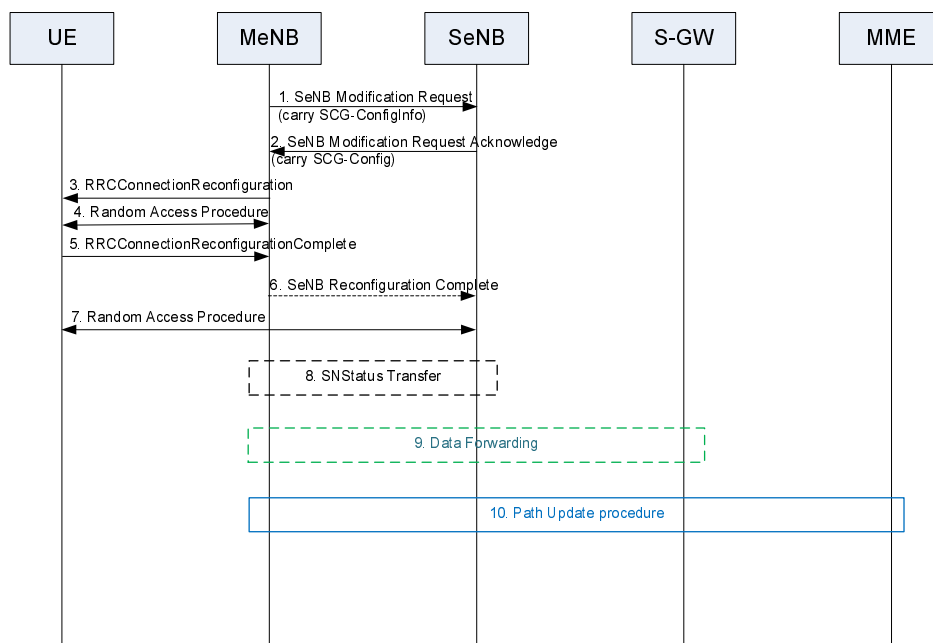 UE MeNB SeNB S-GW MME
1. SeNB Modification Request
(carry SCG-ConfigInfo)
2. SeNB Modification Request Acknowledge
(carry SCG-Config)
3. RRCConnectionReconfiguration
4. Random Access Procedure
5. RRCConnectionReconfigurationComplete
6. SeNB Reconfiguration Complete
7. Random Access Procedure
8. SNStatus Transfer
9. Data Forwarding
10. Path Update procedure